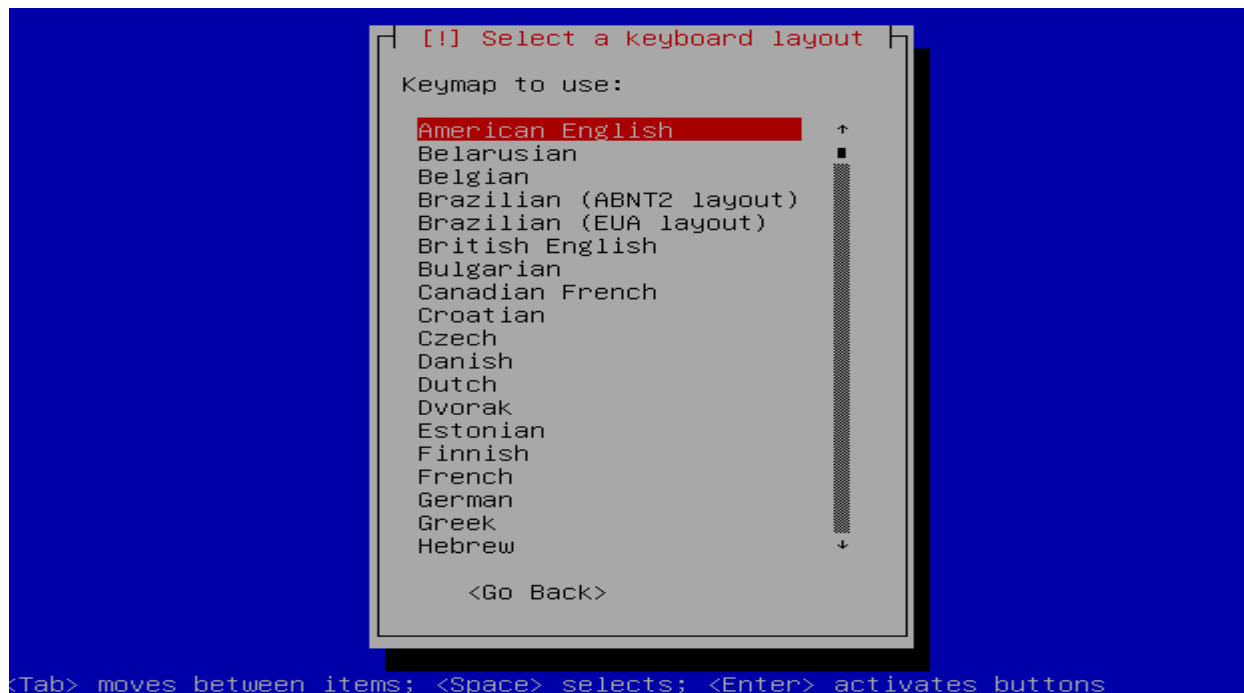 [!] Select a keyboard layout
Keymap to use:
American English
Belarusian
Belgian
Brazilian (ABNT2 layout)
Brazilian (EUA layout)
British English
Bulgarian
Canadian French
Croatian
Czech
Danish
Dutch
Dvorak
Estonian
Finnish
French
German
Greek
Hebrew
<Go Back>
<Tab> moves between items; <Space> selects; <Enter> activates buttons